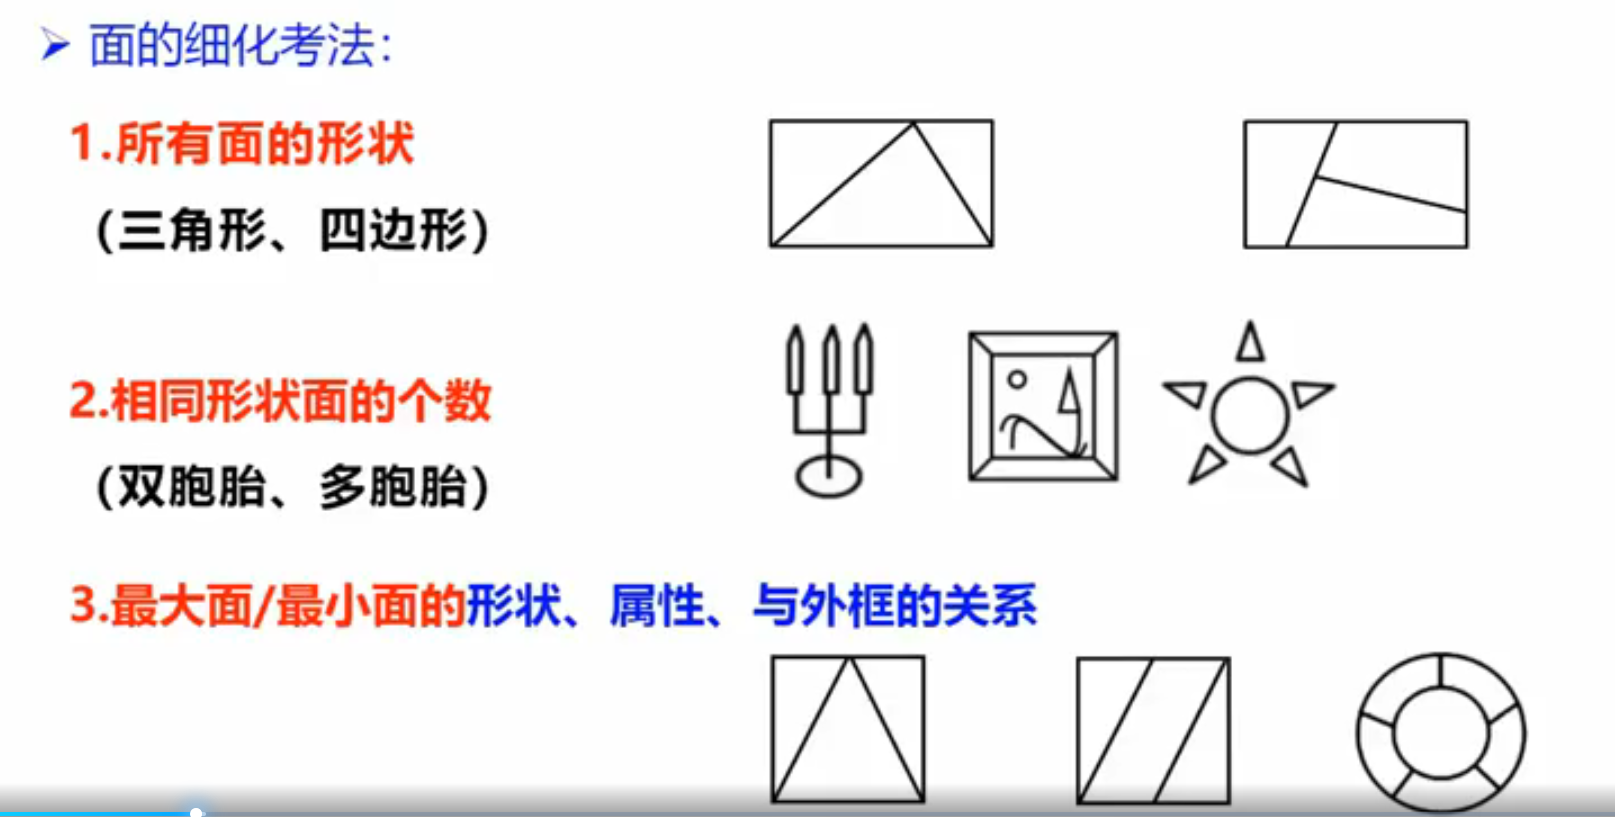 面的细化考法：
1.所有面的形状
（三角形、四边形）
2.相同形状面的个数
（双胞胎、多胞胎）
3.最大面/最小面的形状、属性、与外框的关系